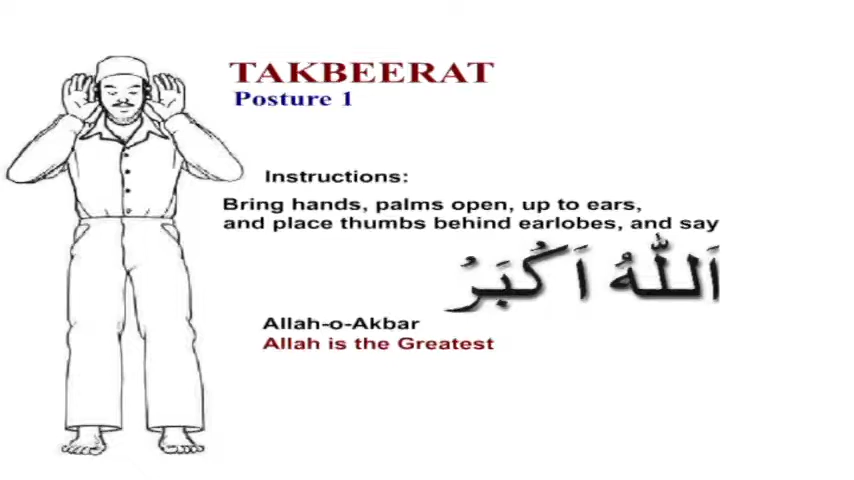 TAKBEERAT
Posture 1
Instructions:
Bring hands, palms open, up to ears,
and place thumbs behind earlobes, and say
اَللّٰهُ اَكْبَرُ
Allah-o-Akbar
Allah is the Greatest